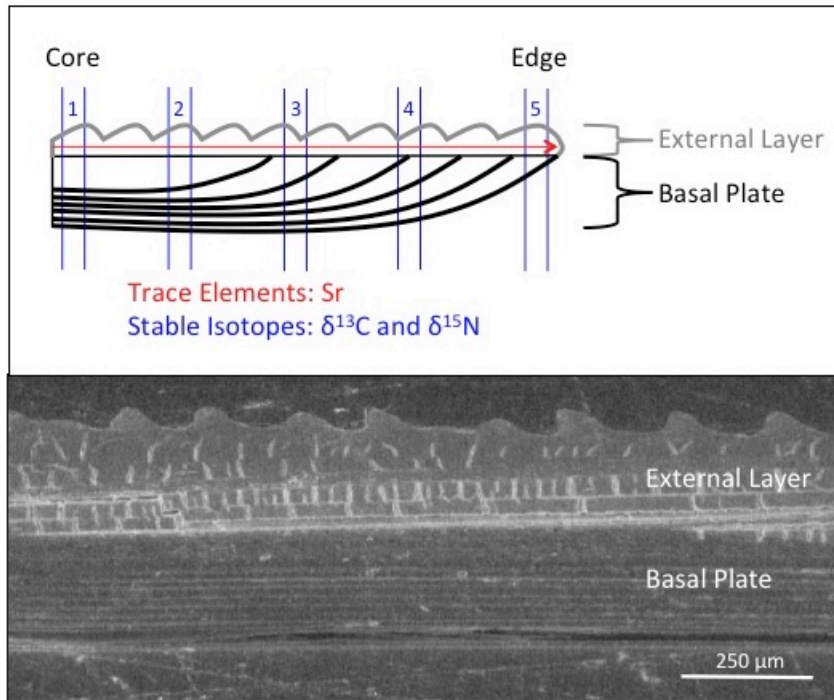 Core
Edge
1
2
3
4
5
External Layer
Basal Plate
Trace Elements: Sr
Stable Isotopes: δ¹³C and δ¹⁵N
External Layer
Basal Plate
250 µm